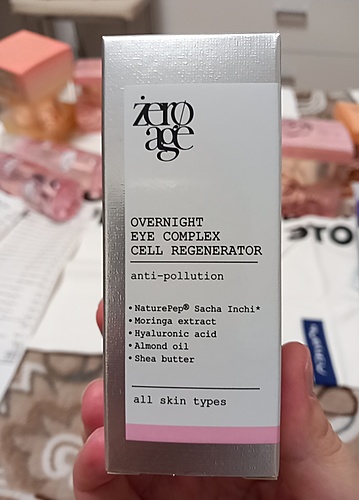 żerø
age
OVERNIGHT
EYE COMPLEX
CELL REGENERATOR
anti-pollution
•NaturePep® Sacha Inchi*
•Moringa extract
•Hyaluronic acid
•Almond oil
•Shea butter
all skin types